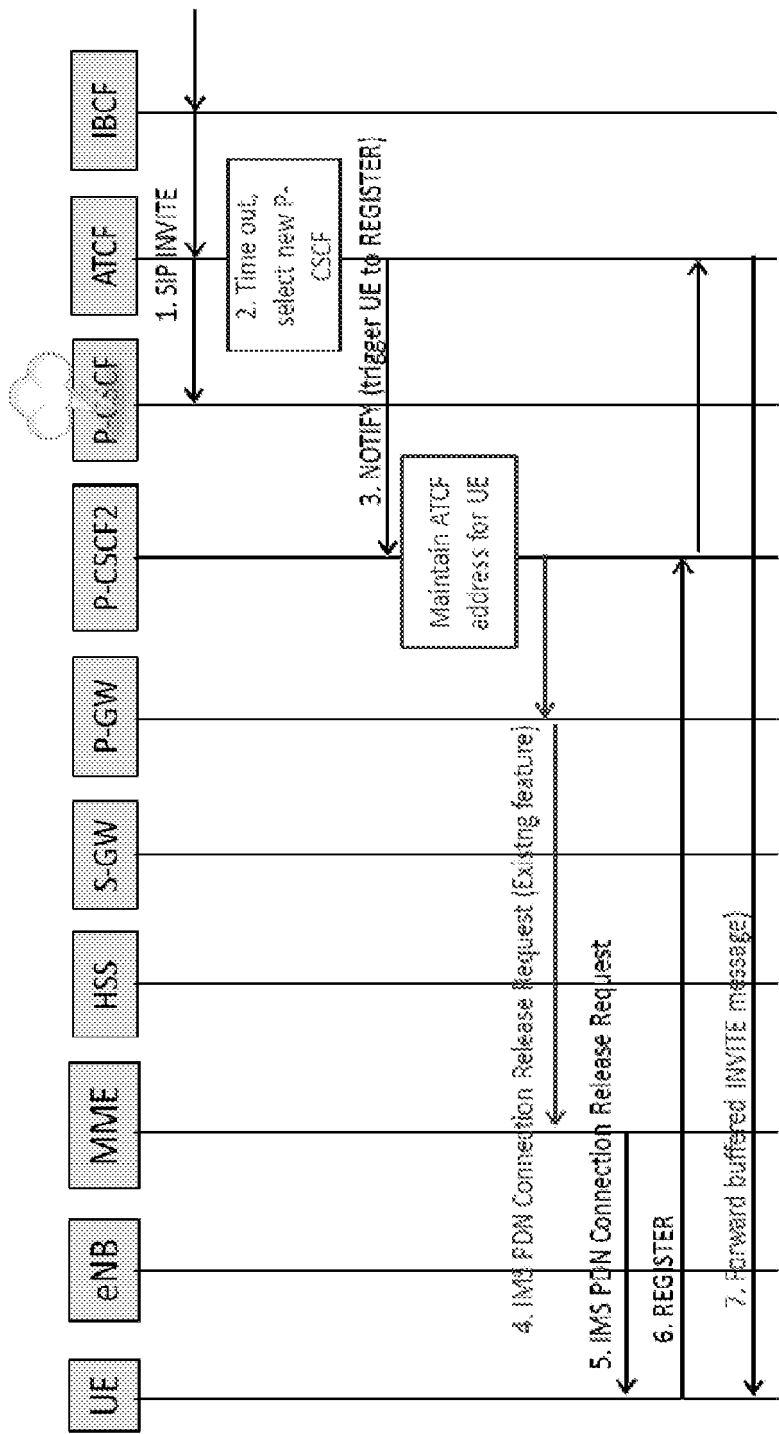 UE
eNB
MME
HSS
S-GW
P-GW
P-CSCF2
P-CSCF
ATCF
IBCF
1. SIP INVITE
2. Time out,
select new P-
CSCF
3. NOTIFY (trigger UE to REGISTER)
Maintain ATCF
address for UE
4. IMS PDN Connection Release Request (Existng feature)
5. IMS PDN Connection Release Request
6. REGISTER
7. Forward buffered INVITE message)